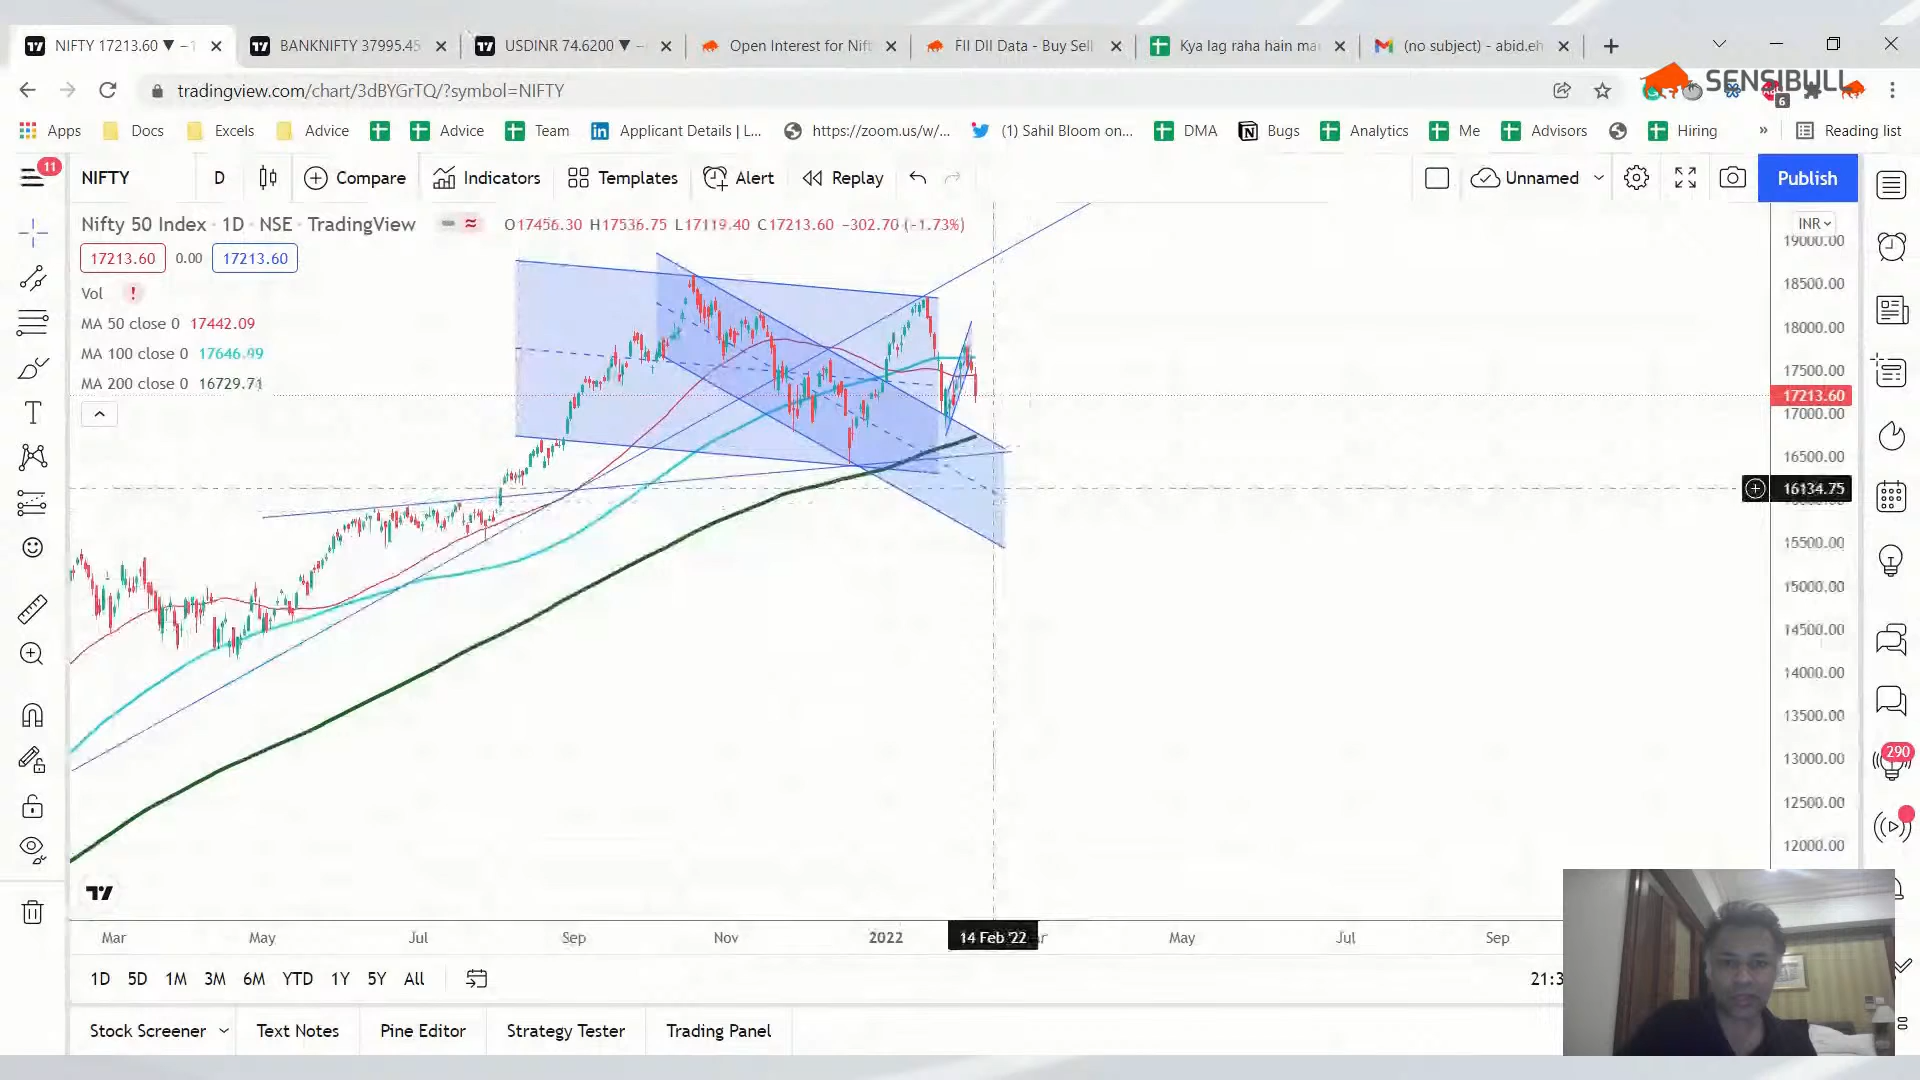 NIFTY 17213.60 ▼ −1
BANKNIFTY 37995.45
USDINR 74.6200 ▼ −
Open Interest for Nift
FII DII Data - Buy Sell
Kya lag raha hain ma
(no subject) - abid.eh
tradingview.com/chart/3dBYGrTQ/?symbol=NIFTY
SENSIBULL
6
Apps
Docs
Excels
Advice
Advice
Team
Applicant Details | L...
https://zoom.us/w/...
(1) Sahil Bloom on...
DMA
Bugs
Analytics
Me
Advisors
Hiring
»
Reading list
11
NIFTY
D
Compare
Indicators
Templates
Alert
Replay
Unnamed
Publish
Nifty 50 Index · 1D · NSE · TradingView
O17456.30 H17536.75 L17119.40 C17213.60 −302.70 (−1.73%)
INR
17213.60
0.00
17213.60
Vol
MA 50 close 0 17442.09
MA 100 close 0 17646.99
MA 200 close 0 16729.71
19000.00
18500.00
18000.00
17500.00
17213.60
17000.00
16500.00
16134.75
15500.00
15000.00
14500.00
14000.00
13500.00
13000.00
12500.00
12000.00
290
Mar
May
Jul
Sep
Nov
2022
14 Feb '22
May
Jul
Sep
1D
5D
1M
3M
6M
YTD
1Y
5Y
All
21:3
Stock Screener
Text Notes
Pine Editor
Strategy Tester
Trading Panel